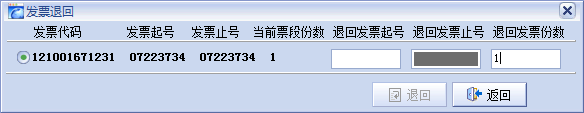 发票退回
发票代码 发票起号 发票止号 当前票段份数 退回发票起号 退回发票止号 退回发票份数
121001671231 07223734 07223734 1 1
退回 返回